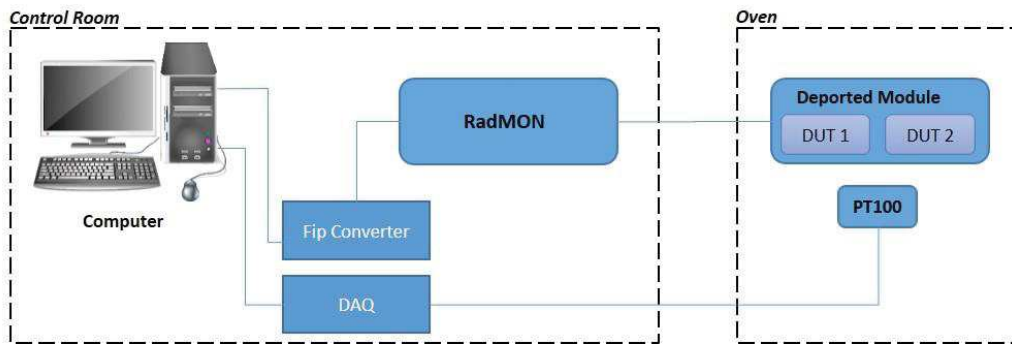 Control Room
Oven
Deported Module
RadMON
DUT 1
DUT 2
PT100
Computer
Fip Converter
DAQ